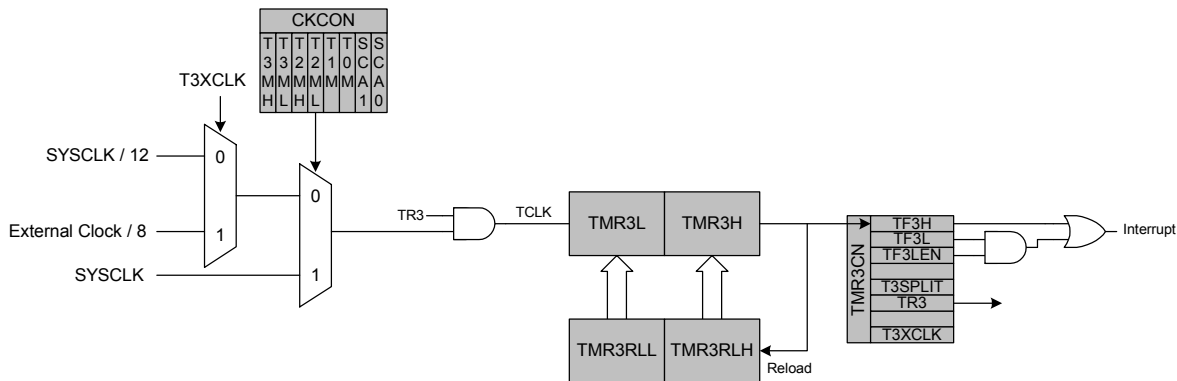 CKCON
T3MH
T3ML
T2MH
T2ML
T1M
T0M
SCA1
SCA0
T3XCLK
SYSCLK / 12
0
0
External Clock / 8
1
SYSCLK
1
TR3
TCLK
TMR3L
TMR3H
TMR3RLL
TMR3RLH
Reload
TMR3CN
TF3H
TF3L
TF3LEN
T3SPLIT
TR3
T3XCLK
Interrupt